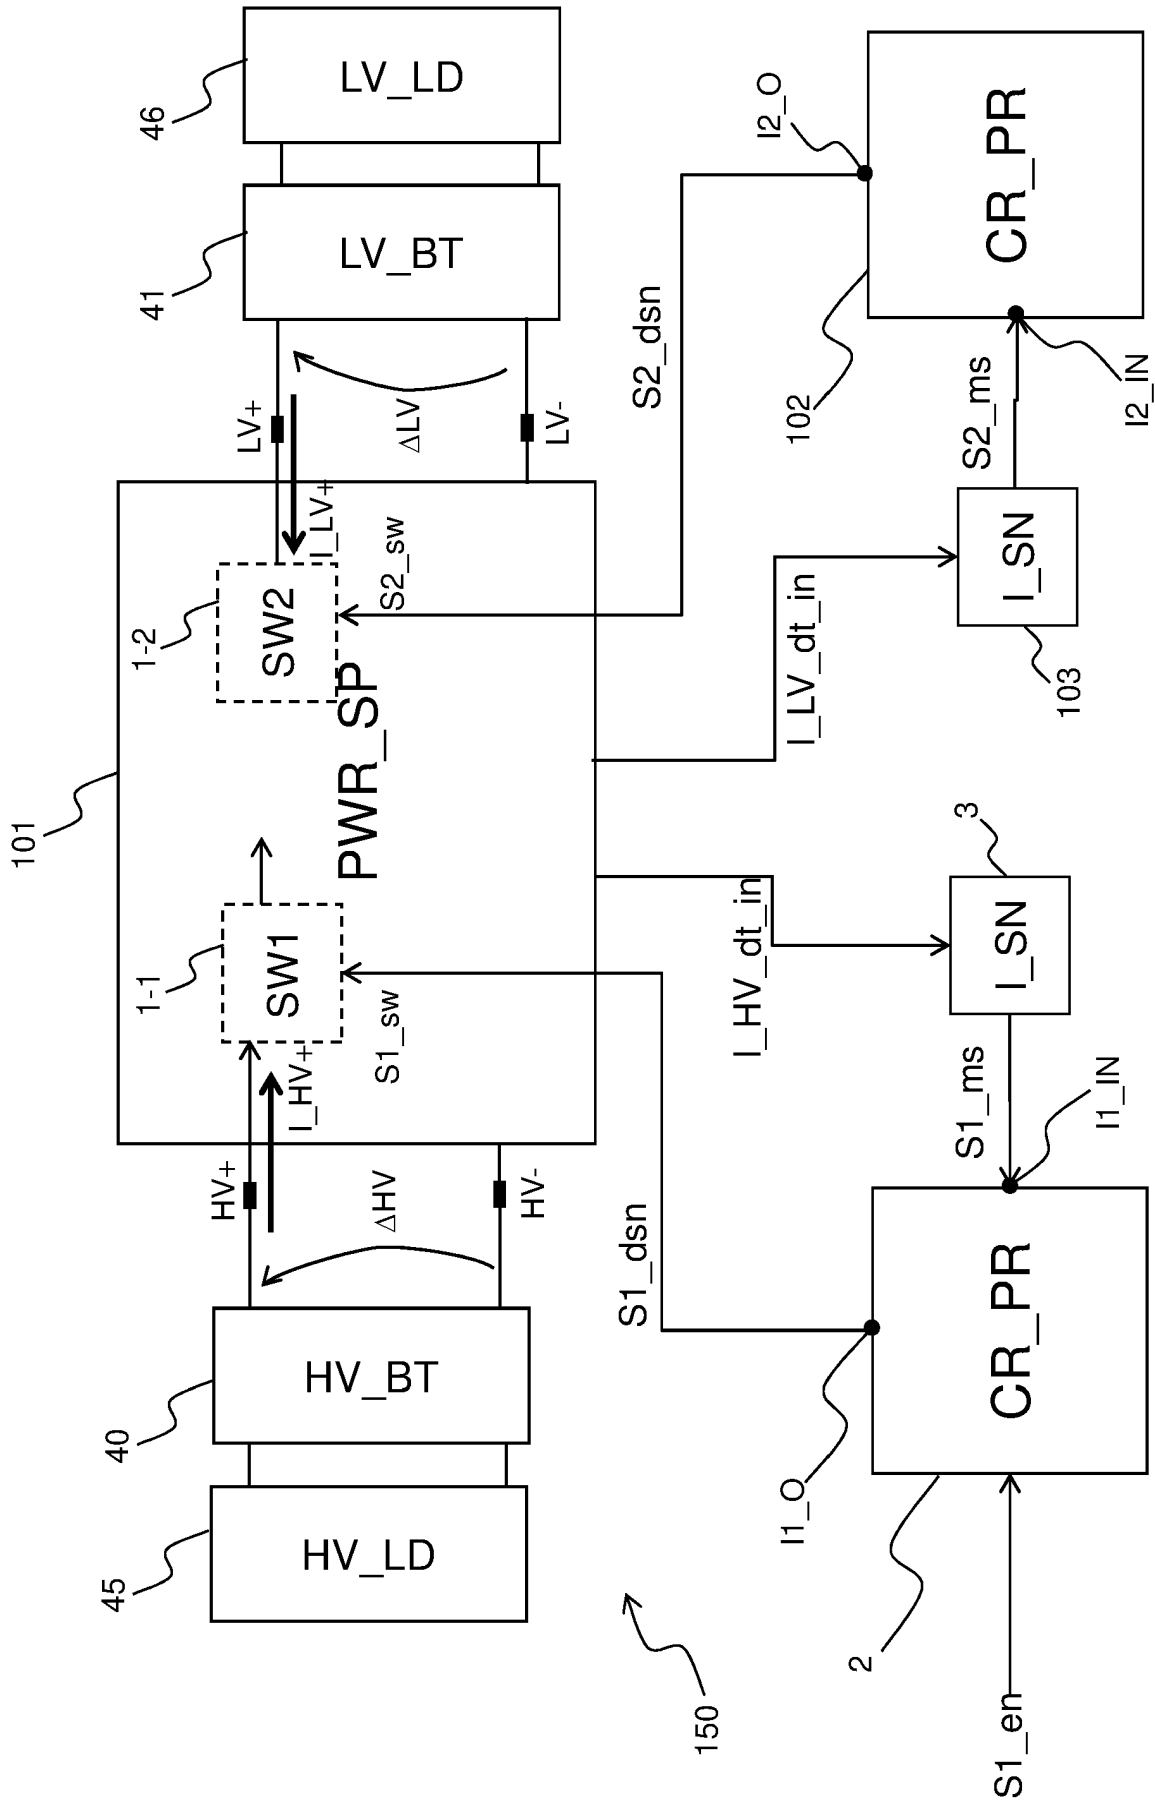 101
45
HV_LD
40
HV_BT
HV+
HV-
ΔHV
I_HV+
1-1
SW1
S1_sw
PWR_SP
1-2
SW2
S2_sw
I_LV+
LV+
LV-
ΔLV
41
LV_BT
46
LV_LD
150
S1_dsn
I_HV_dt_in
I_LV_dt_in
S2_dsn
S1_en
2
I1_O
CR_PR
I1_IN
S1_ms
3
I_SN
103
I_SN
S2_ms
I2_IN
102
I2_O
CR_PR